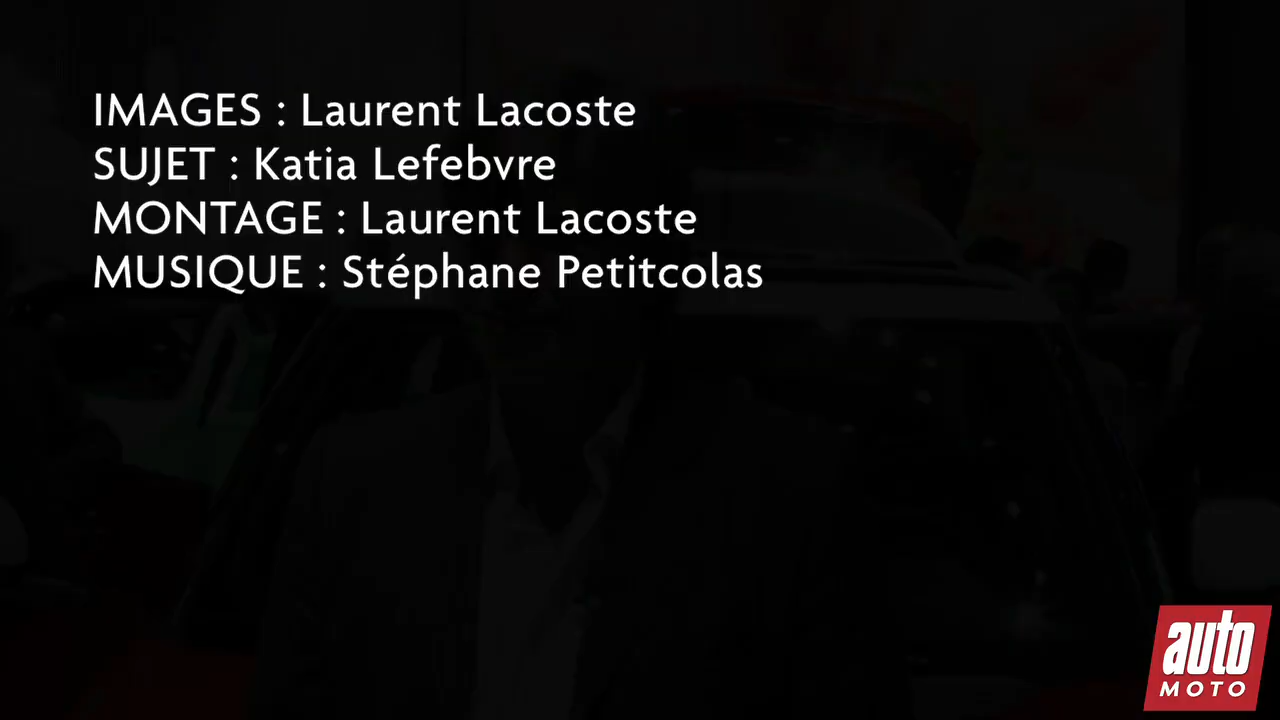 IMAGES : Laurent Lacoste
SUJET : Katia Lefebvre
MONTAGE : Laurent Lacoste
MUSIQUE : Stéphane Petitcolas
auto
MOTO